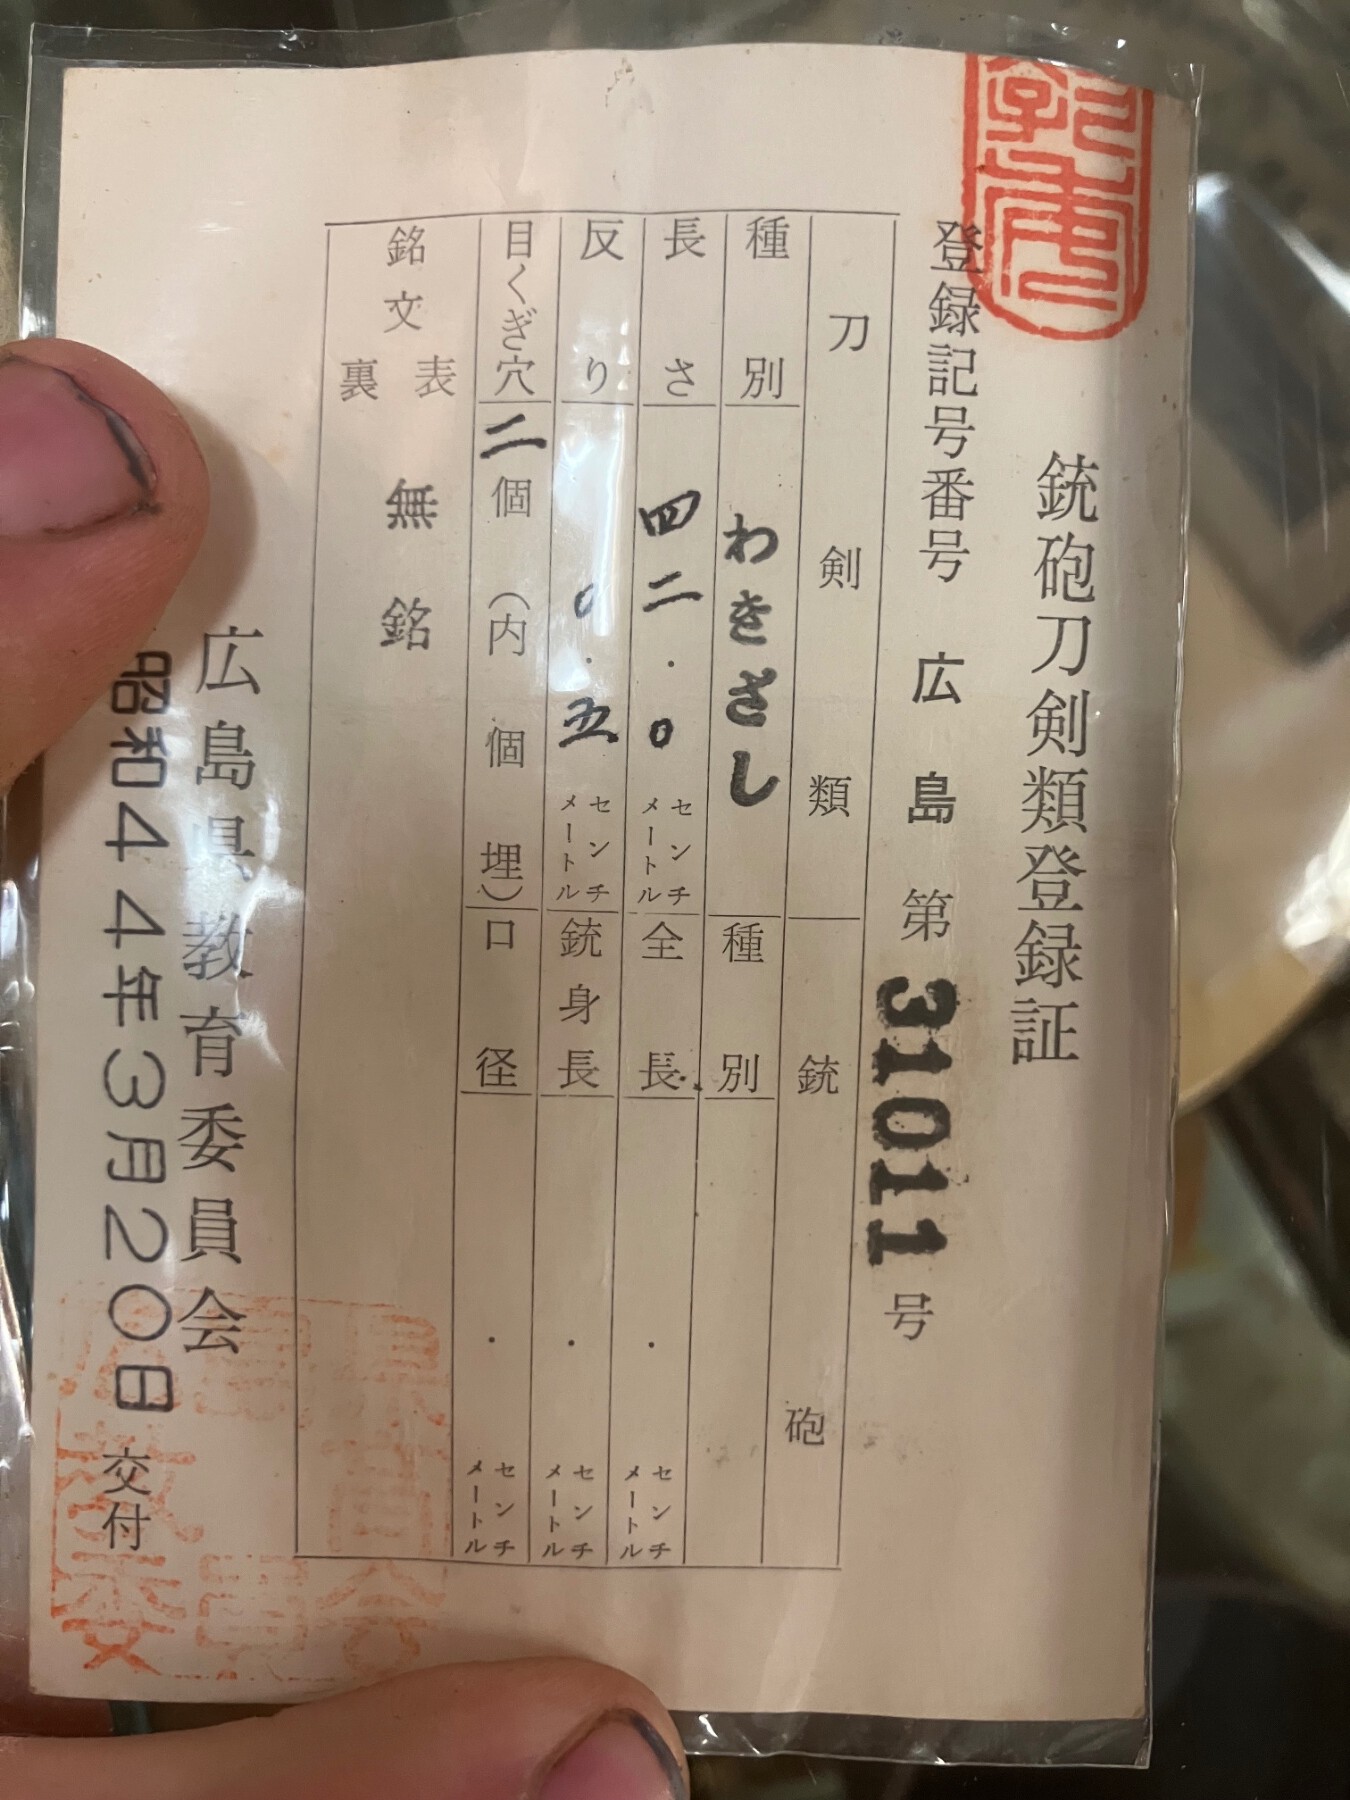 銃砲刀剣類登録証
登録記号番号 広島 第31011号
刀剣類
銃砲
種別 わきざし
種別
長さ 四二.〇 センチメートル
全長 . センチメートル
反り 〇.五 センチメートル
銃身長 . センチメートル
目くぎ穴 二個 (内 個 埋)
口径 . センチメートル
銘文 表 裏 無銘
広島県教育委員会
昭和44年3月20日 交付